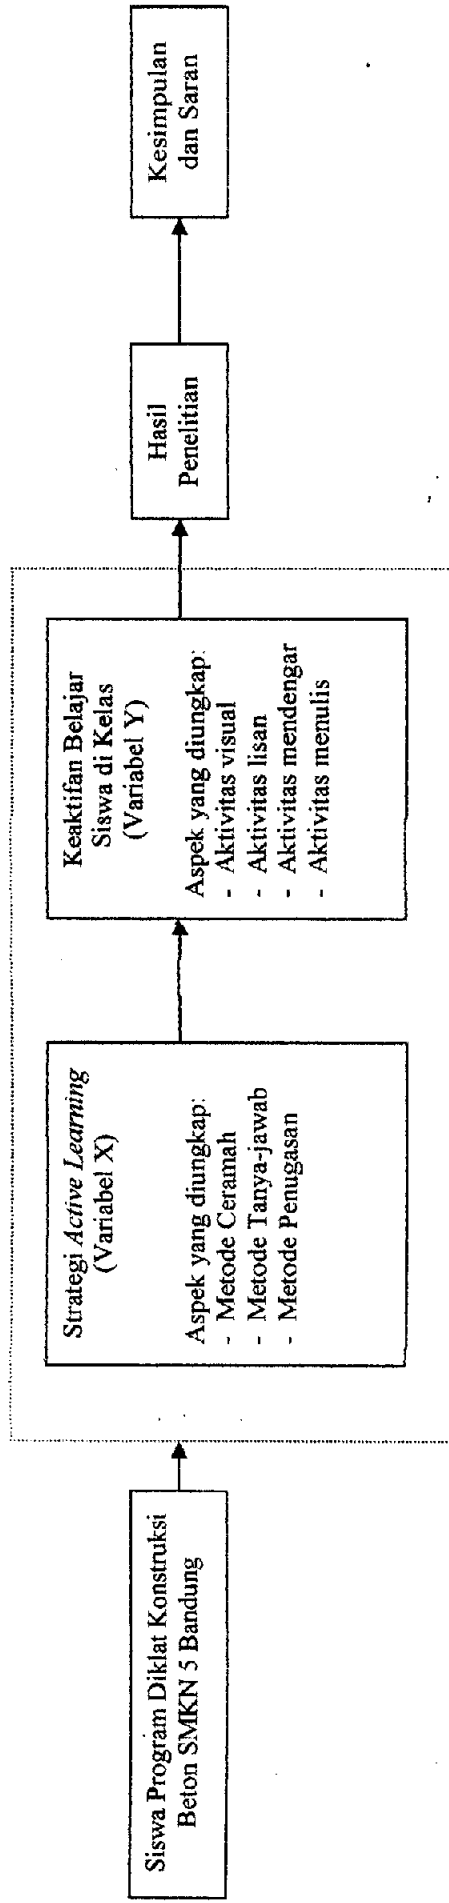 Siswa Program Diklat Konstruksi
Beton SMKN 5 Bandung
Strategi Active Learning
(Variabel X)
Aspek yang diungkap:
- Metode Ceramah
- Metode Tanya-jawab
- Metode Penugasan
Keaktifan Belajar
Siswa di Kelas
(Variabel Y)
Aspek yang diungkap:
- Aktivitas visual
- Aktivitas lisan
- Aktivitas mendengar
- Aktivitas menulis
Hasil
Penelitian
Kesimpulan
dan Saran